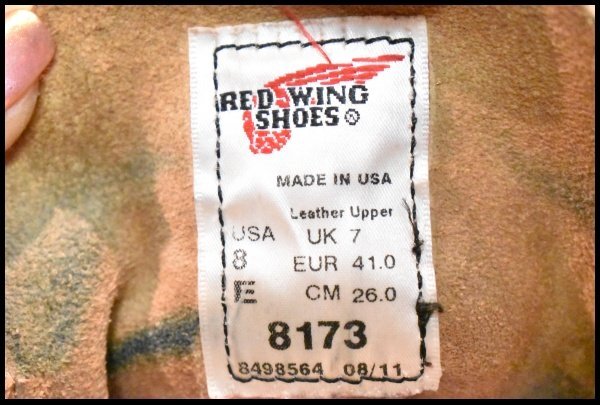 RED WING
SHOES®
MADE IN USA
Leather Upper
USA UK 7
8 EUR 41.0
E CM 26.0
8173
8498564 08/11